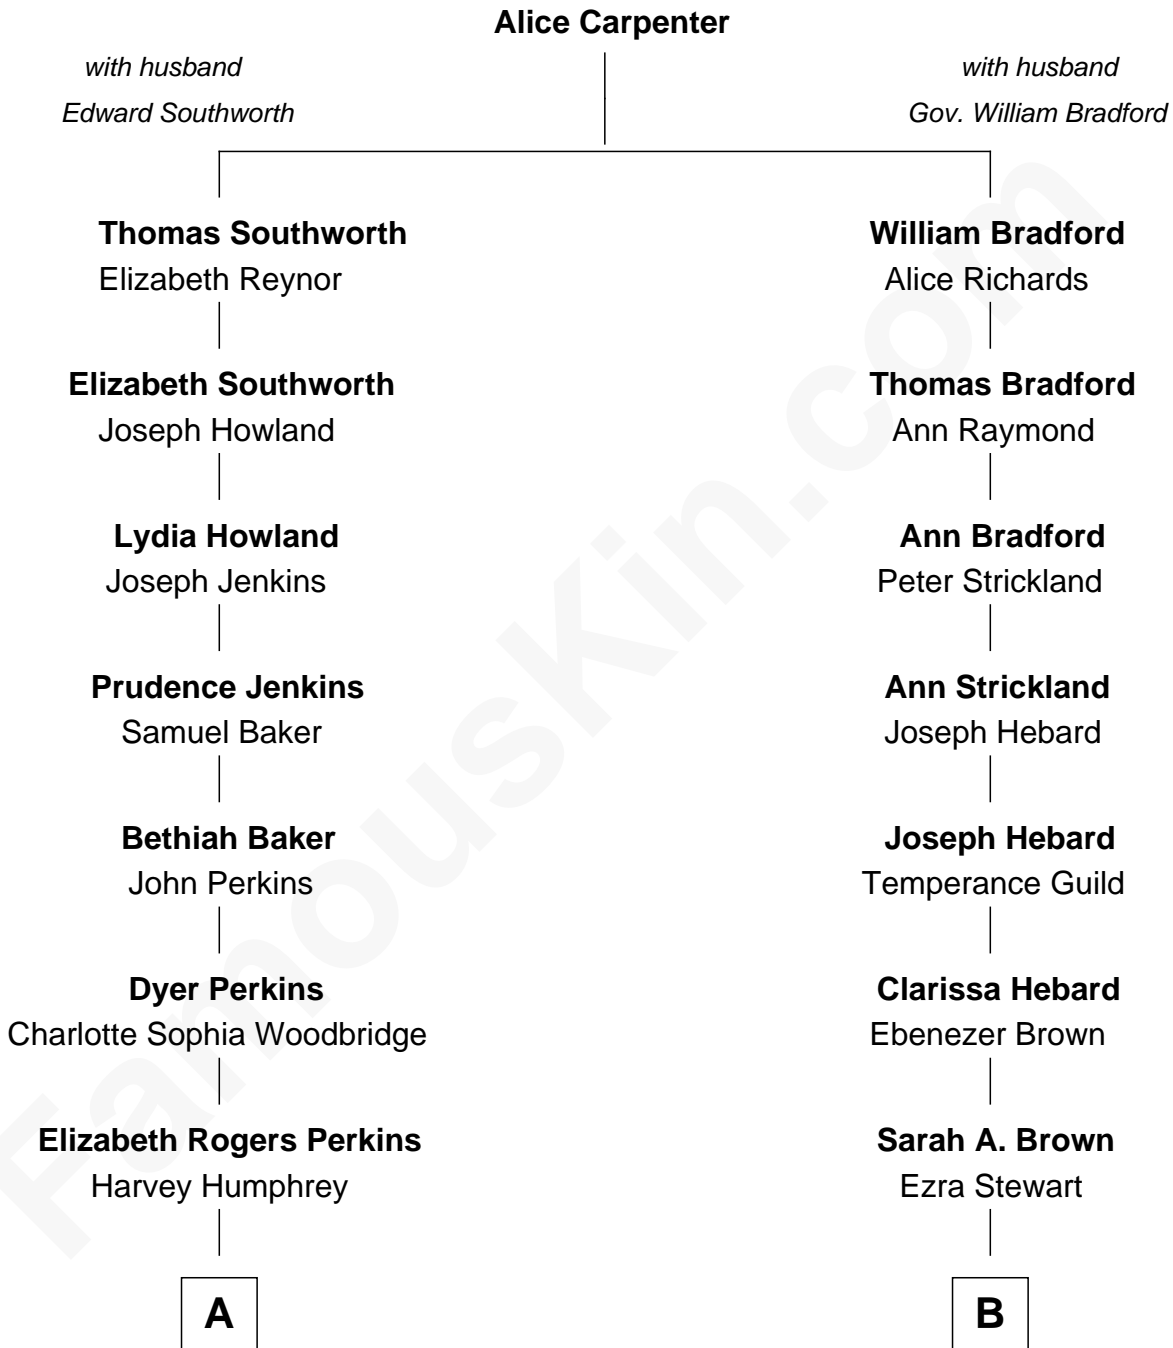 Alice Carpenter
with husband
Edward Southworth
with husband
Gov. William Bradford
Thomas Southworth
Elizabeth Reynor
William Bradford
Alice Richards
Elizabeth Southworth
Joseph Howland
Thomas Bradford
Ann Raymond
Lydia Howland
Joseph Jenkins
Ann Bradford
Peter Strickland
Prudence Jenkins
Samuel Baker
Ann Strickland
Joseph Hebard
Bethiah Baker
John Perkins
Joseph Hebard
Temperance Guild
Dyer Perkins
Charlotte Sophia Woodbridge
Clarissa Hebard
Ebenezer Brown
Elizabeth Rogers Perkins
Harvey Humphrey
Sarah A. Brown
Ezra Stewart
A
B
FamousKin.com